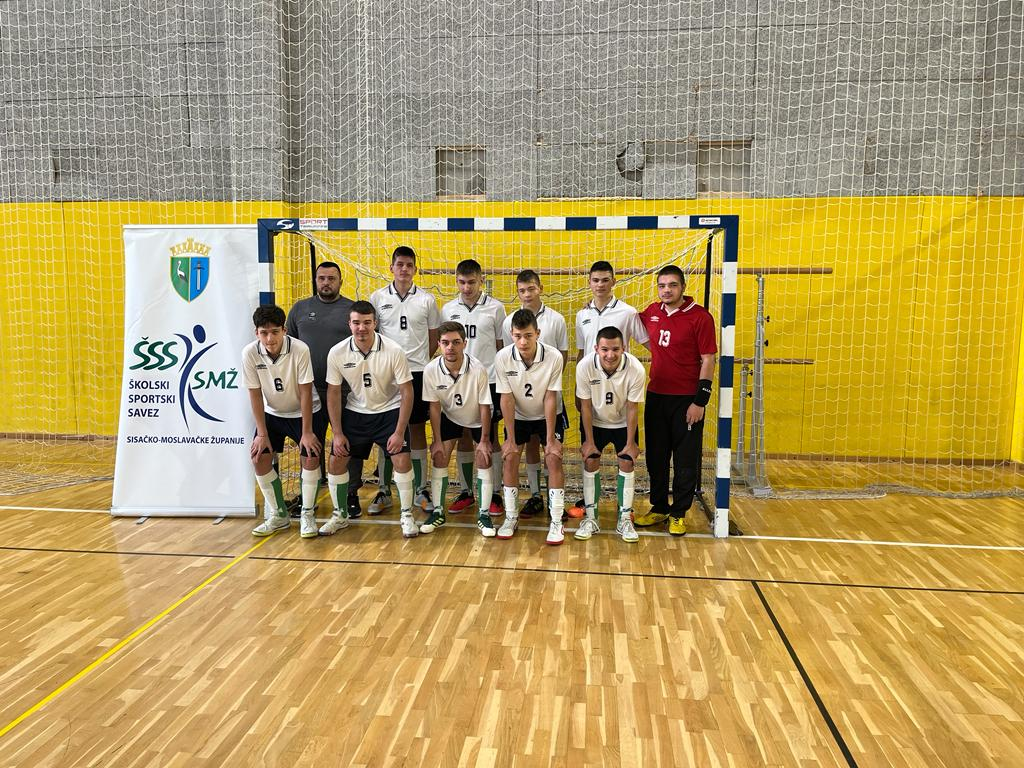 SPORT
ŠSS
SMŽ
ŠKOLSKI
SPORTSKI
SAVEZ
SISAČKO-MOSLAVAČKE ŽUPANIJE
8
10
13
6
5
3
2
9